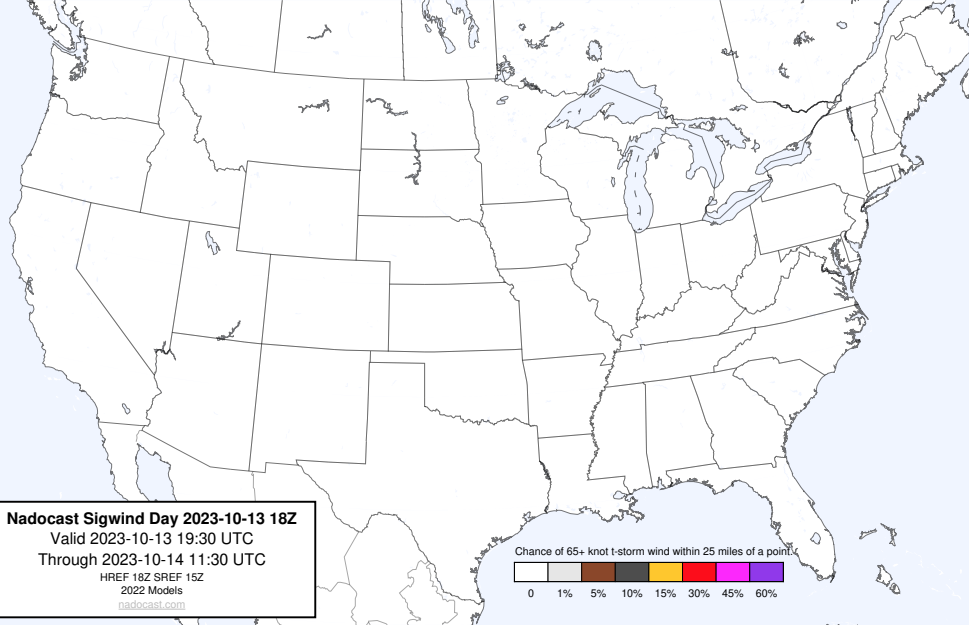 Nadocast Sigwind Day 2023-10-13 18Z
Valid 2023-10-13 19:30 UTC
Through 2023-10-14 11:30 UTC
HREF 18Z SREF 15Z
2022 Models
nadocast.com
Chance of 65+ knot t-storm wind within 25 miles of a point.
0 1% 5% 10% 15% 30% 45% 60%